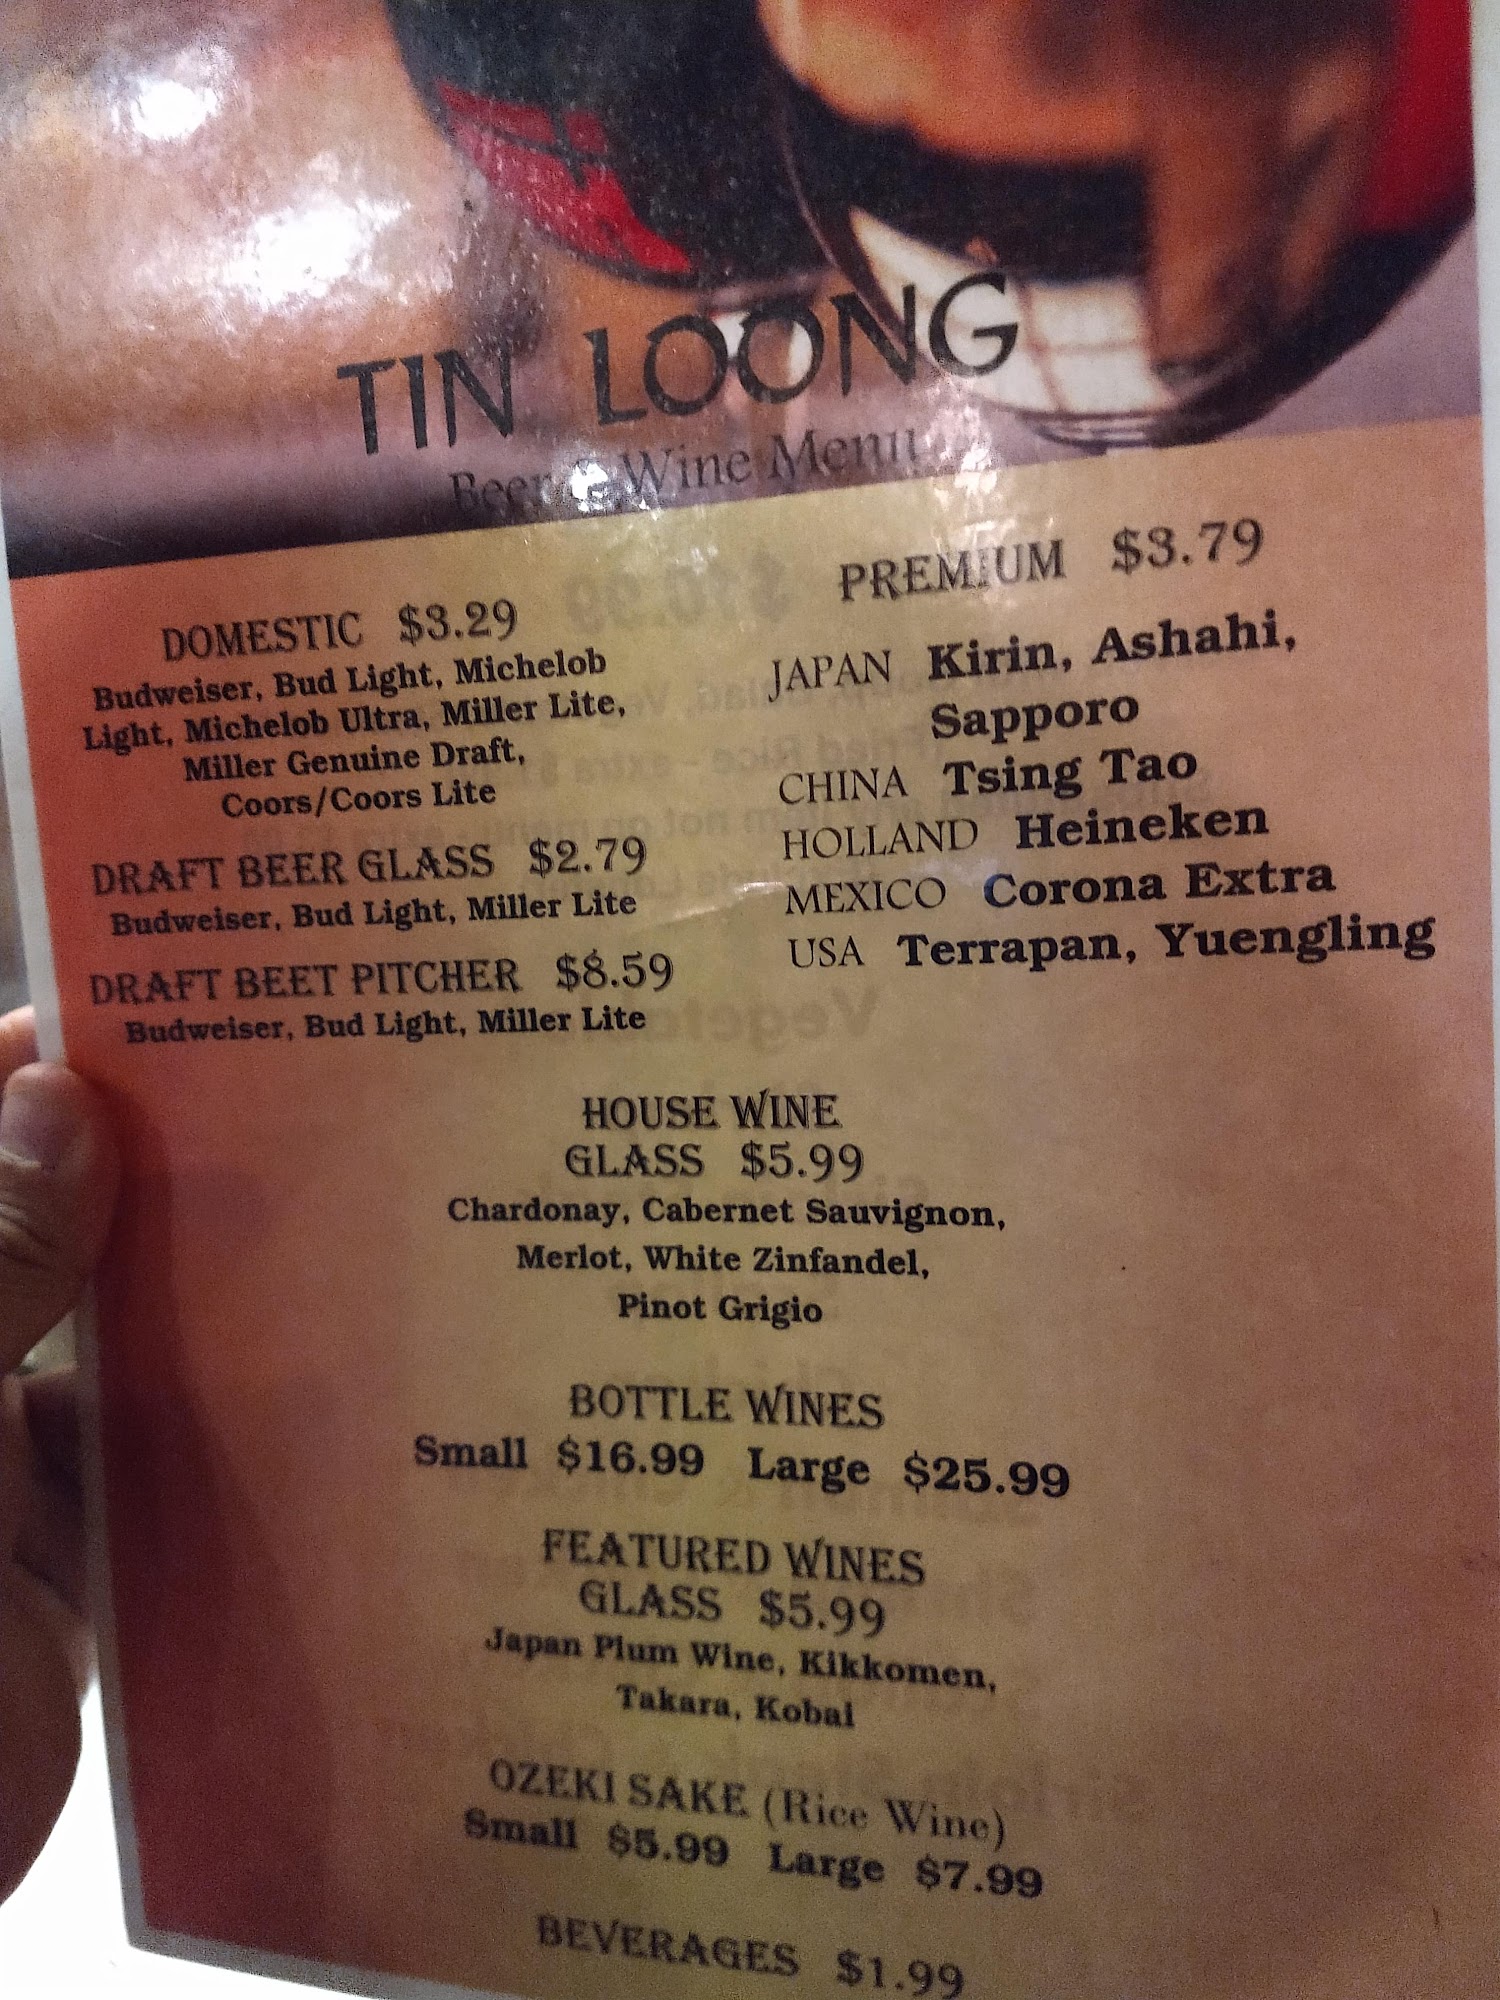 TIN LOONG
Beer & Wine Menu
DOMESTIC $3.29
Budweiser, Bud Light, Michelob
Light, Michelob Ultra, Miller Lite,
Miller Genuine Draft,
Coors/Coors Lite
DRAFT BEER GLASS $2.79
Budweiser, Bud Light, Miller Lite
DRAFT BEET PITCHER $8.59
Budweiser, Bud Light, Miller Lite
PREMIUM $3.79
JAPAN Kirin, Ashahi,
Sapporo
CHINA Tsing Tao
HOLLAND Heineken
MEXICO Corona Extra
USA Terrapan, Yuengling
HOUSE WINE
GLASS $5.99
Chardonay, Cabernet Sauvignon,
Merlot, White Zinfandel,
Pinot Grigio
BOTTLE WINES
Small $16.99 Large $25.99
FEATURED WINES
GLASS $5.99
Japan Plum Wine, Kikkomen,
Takara, Kobai
OZEKI SAKE (Rice Wine)
Small $5.99 Large $7.99
BEVERAGES $1.99